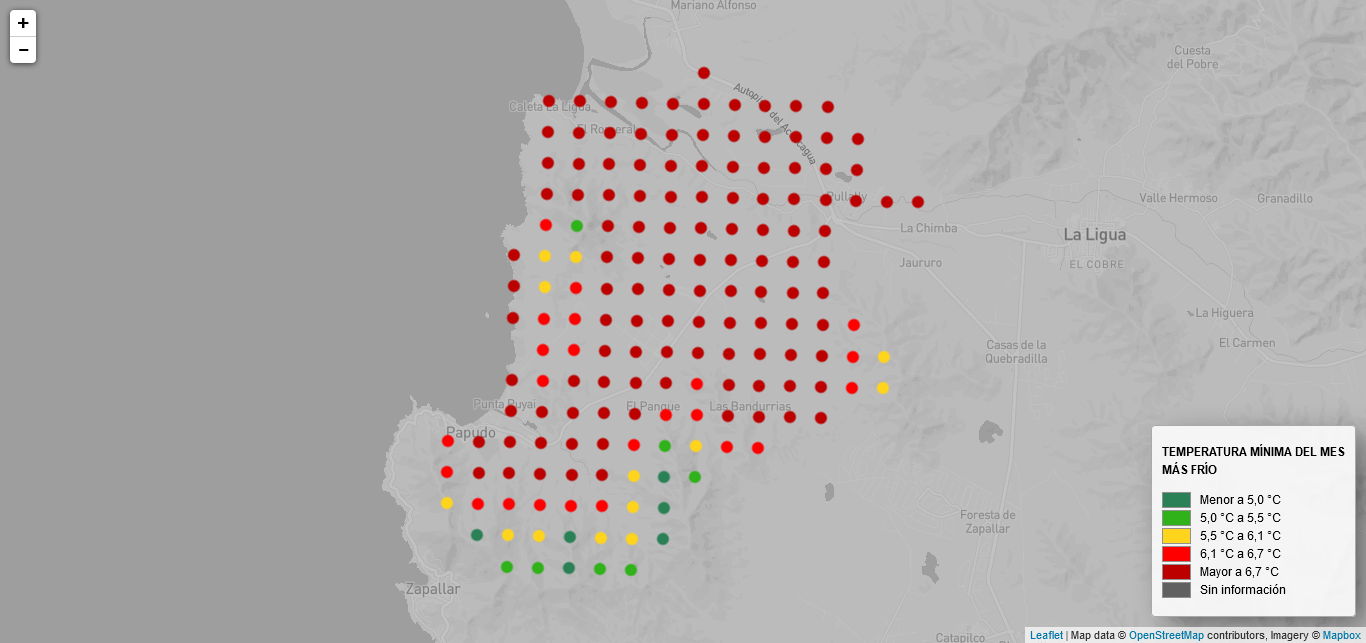 +
−
Mariano Alfonso
Cuesta
del Pobre
Autopista del Aconcagua
Caleta La Ligua
El Romeral
Pullally
Valle Hermoso
Granadillo
La Chimba
La Ligua
EL COBRE
Jaururo
La Higuera
El Carmen
Casas de la
Quebradilla
Punta Puyai
El Pangue
Las Bandurrias
Papudo
Foresta de
Zapallar
Zapallar
Catapilco
TEMPERATURA MÍNIMA DEL MES
MÁS FRÍO
Menor a 5,0 °C
5,0 °C a 5,5 °C
5,5 °C a 6,1 °C
6,1 °C a 6,7 °C
Mayor a 6,7 °C
Sin información
Leaflet | Map data © OpenStreetMap contributors, Imagery © Mapbox